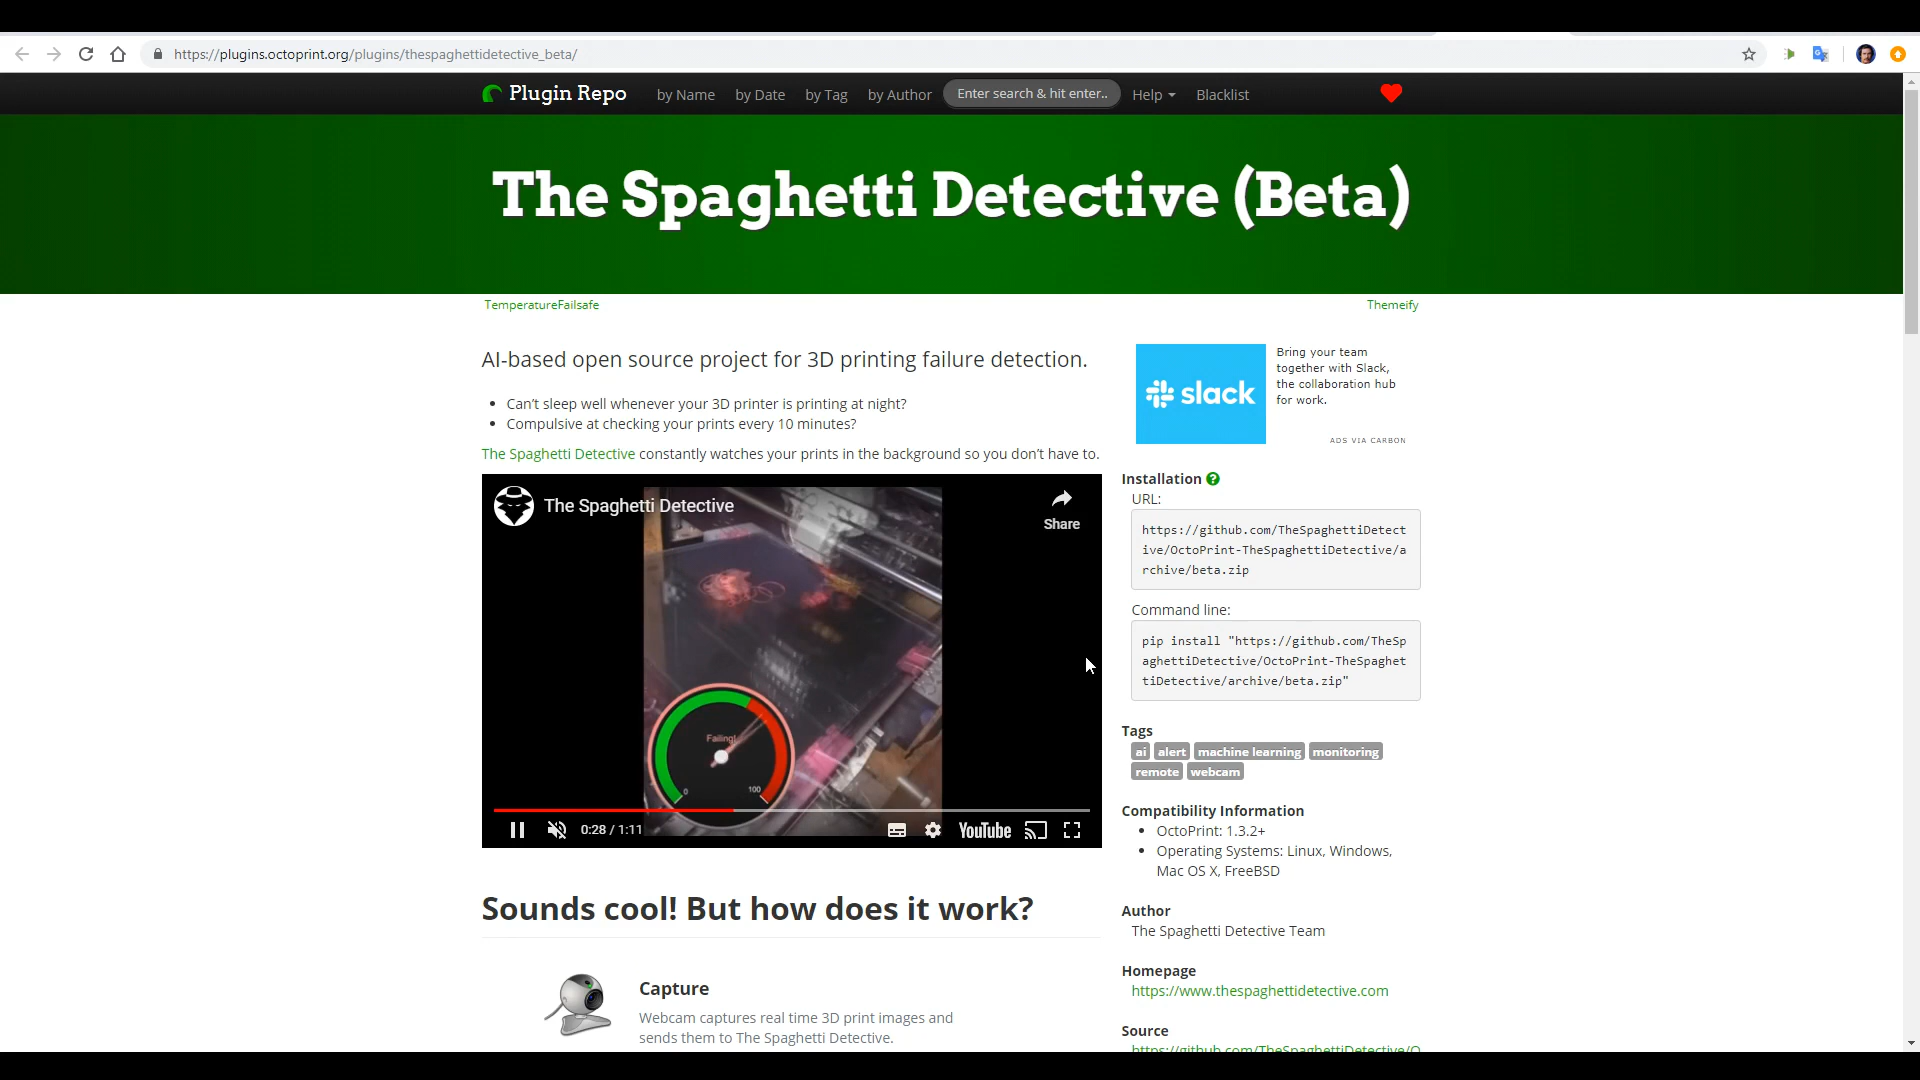 https://plugins.octoprint.org/plugins/thespaghettidetective_beta/
Plugin Repo
by Name
by Date
by Tag
by Author
Enter search & hit enter..
Help
Blacklist
The Spaghetti Detective (Beta)
TemperatureFailsafe
Themeify
AI-based open source project for 3D printing failure detection.
• Can't sleep well whenever your 3D printer is printing at night?
• Compulsive at checking your prints every 10 minutes?
The Spaghetti Detective constantly watches your prints in the background so you don't have to.
The Spaghetti Detective
Share
Failing!
0
100
0:28 / 1:11
YouTube
Sounds cool! But how does it work?
Capture
Webcam captures real time 3D print images and
sends them to The Spaghetti Detective.
slack
Bring your team
together with Slack,
the collaboration hub
for work.
ADS VIA CARBON
Installation ?
URL:
https://github.com/TheSpaghettiDetect
ive/OctoPrint-TheSpaghettiDetective/a
rchive/beta.zip
Command line:
pip install "https://github.com/TheSp
aghettiDetective/OctoPrint-TheSpaghet
tiDetective/archive/beta.zip"
Tags
ai alert machine learning monitoring
remote webcam
Compatibility Information
• OctoPrint: 1.3.2+
• Operating Systems: Linux, Windows,
Mac OS X, FreeBSD
Author
The Spaghetti Detective Team
Homepage
https://www.thespaghettidetective.com
Source
https://github.com/TheSpaghettiDetective/O